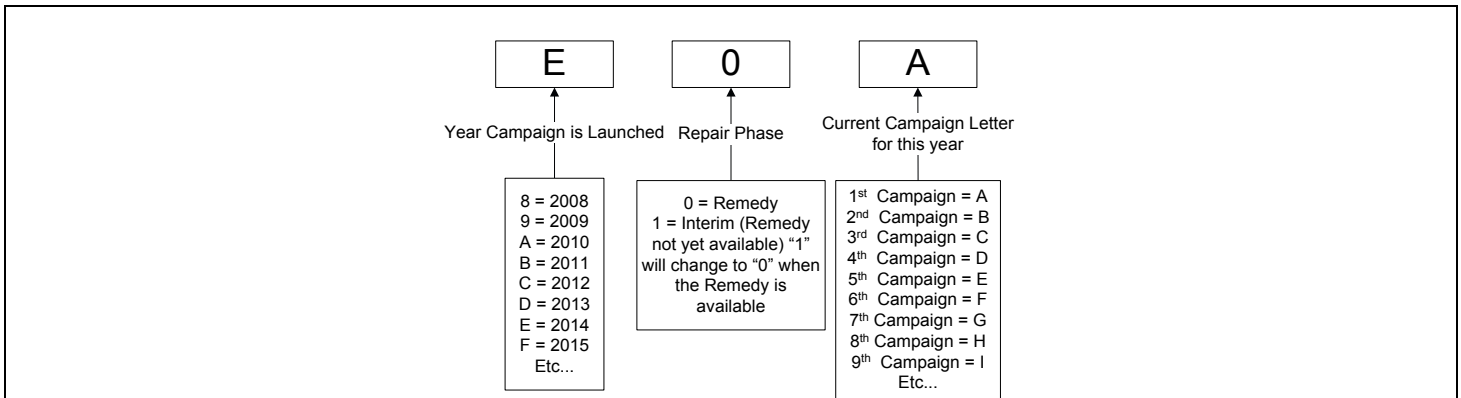 E
0
A
Year Campaign is Launched
Repair Phase
Current Campaign Letter
for this year
8 = 2008
9 = 2009
A = 2010
B = 2011
C = 2012
D = 2013
E = 2014
F = 2015
Etc...
0 = Remedy
1 = Interim (Remedy
not yet available) “1”
will change to “0” when
the Remedy is
available
1st Campaign = A
2nd Campaign = B
3rd Campaign = C
4th Campaign = D
5th Campaign = E
6th Campaign = F
7th Campaign = G
8th Campaign = H
9th Campaign = I
Etc...